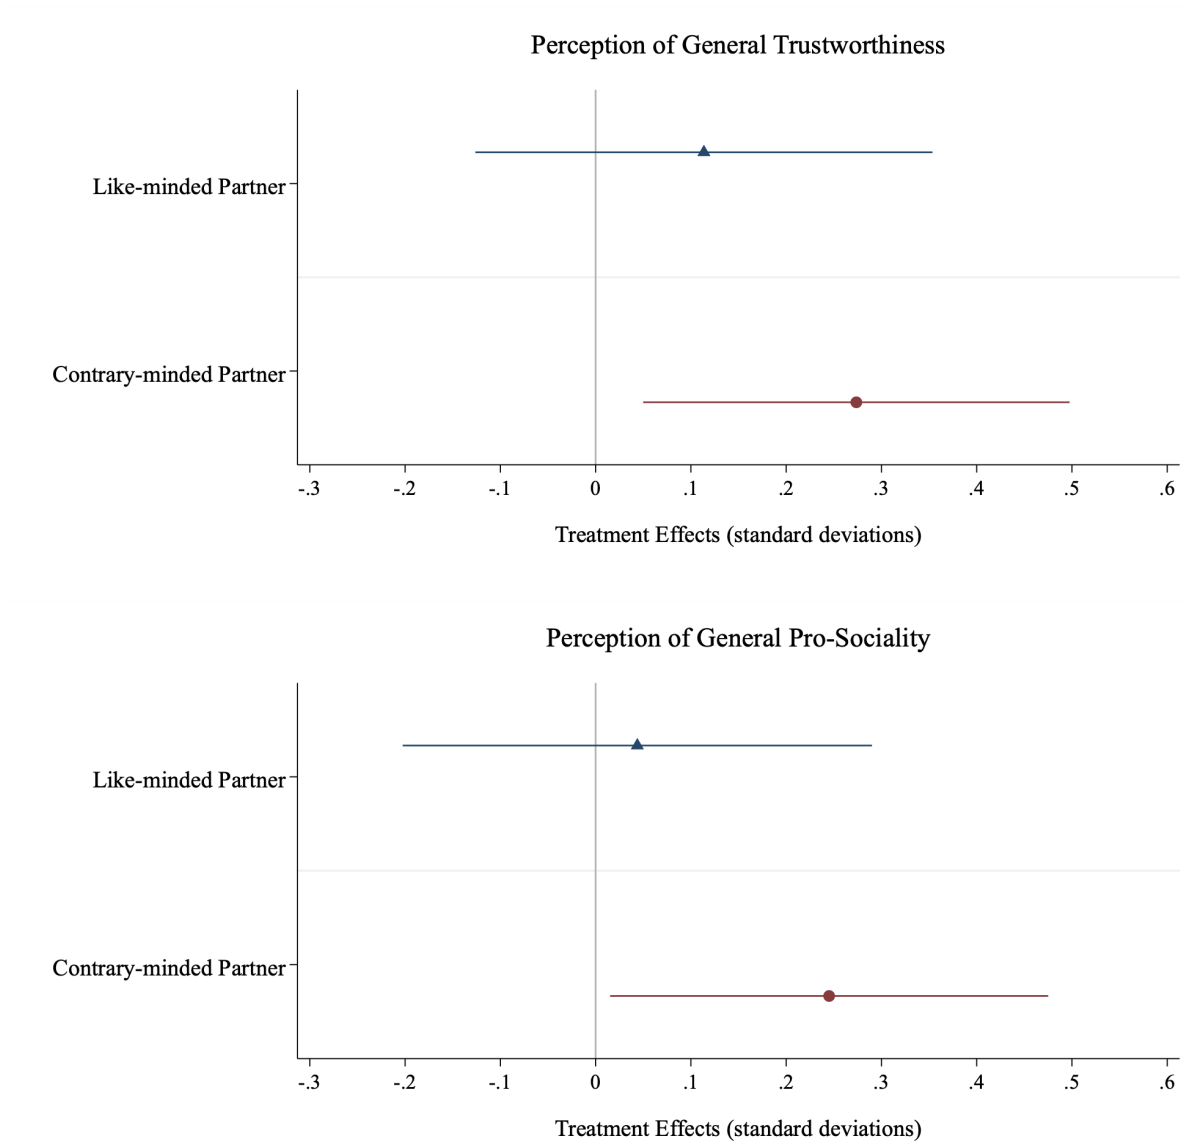 Perception of General Trustworthiness
Like-minded Partner
Contrary-minded Partner
-.3 -.2 -.1 0 .1 .2 .3 .4 .5 .6
Treatment Effects (standard deviations)
Perception of General Pro-Sociality
Like-minded Partner
Contrary-minded Partner
-.3 -.2 -.1 0 .1 .2 .3 .4 .5 .6
Treatment Effects (standard deviations)